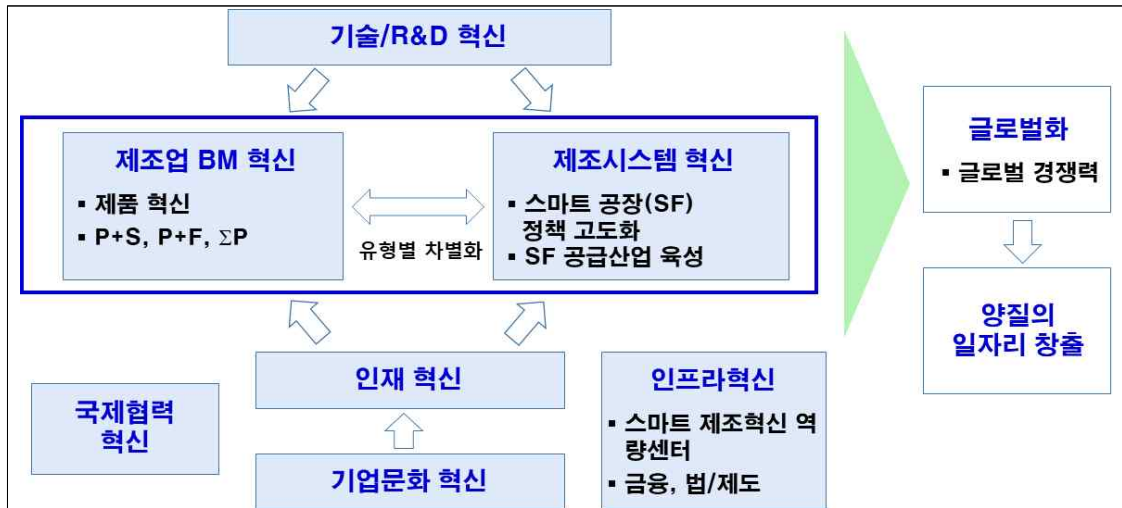 기술/R&D 혁신
제조업 BM 혁신
▪ 제품 혁신
▪ P+S, P+F, ΣP
유형별 차별화
제조시스템 혁신
▪ 스마트 공장(SF)
정책 고도화
▪ SF 공급산업 육성
글로벌화
▪ 글로벌 경쟁력
양질의
일자리 창출
국제협력
혁신
인재 혁신
기업문화 혁신
인프라혁신
▪ 스마트 제조혁신 역
량센터
▪ 금융, 법/제도